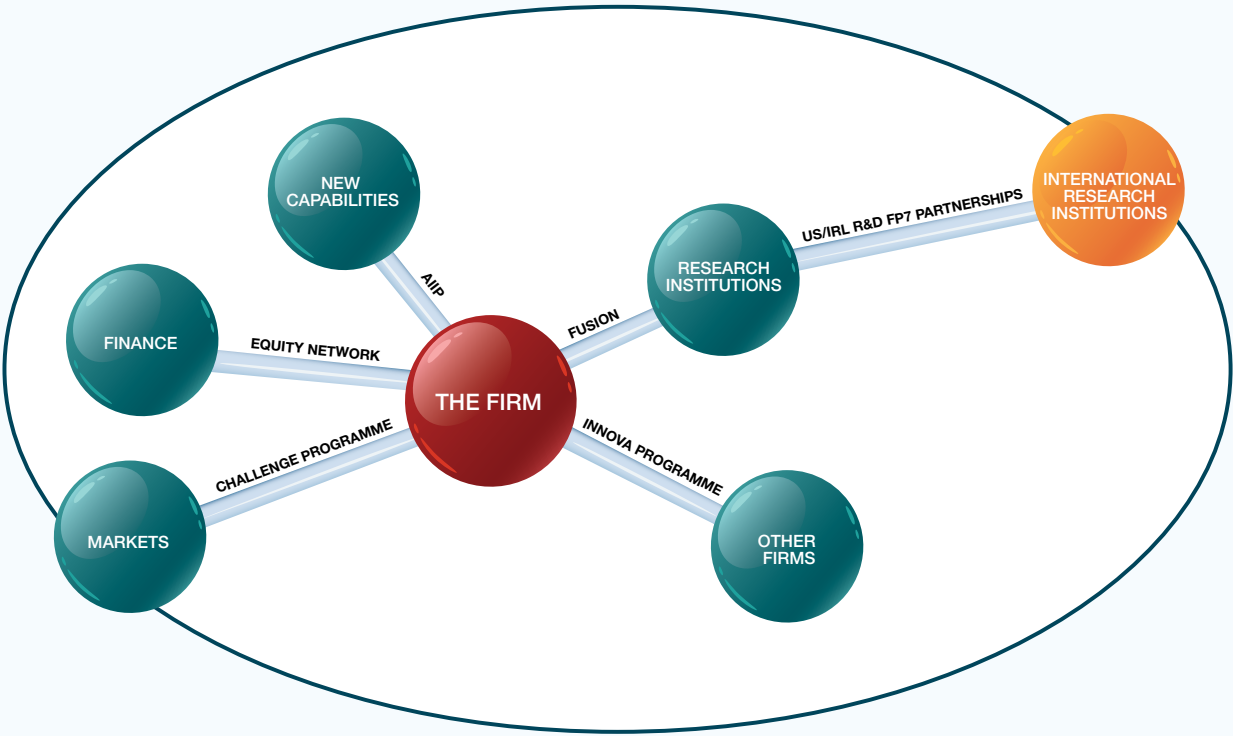 NEW
CAPABILITIES
INTERNATIONAL
RESEARCH
INSTITUTIONS
US/IRL R&D FP7 PARTNERSHIPS
RESEARCH
INSTITUTIONS
AIIP
FUSION
FINANCE
EQUITY NETWORK
THE FIRM
CHALLENGE PROGRAMME
INNOVA PROGRAMME
MARKETS
OTHER
FIRMS